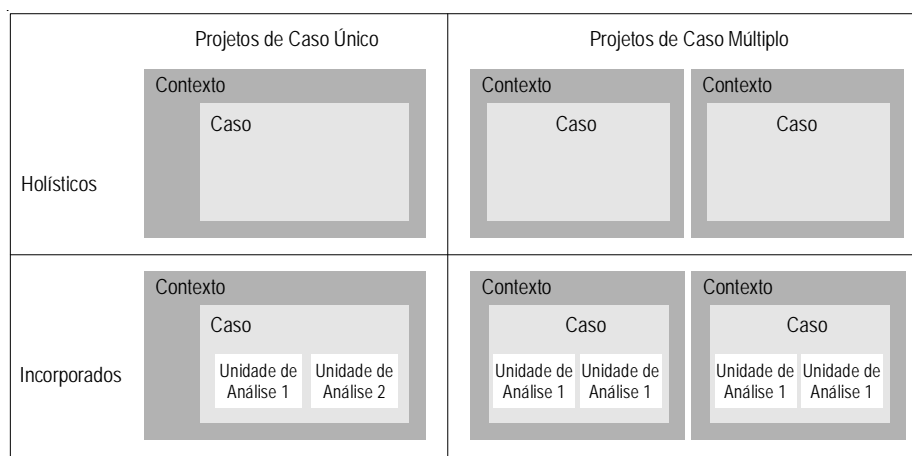 Projetos de Caso Único
Projetos de Caso Múltiplo
Holísticos
Contexto
Caso
Contexto
Caso
Contexto
Caso
Incorporados
Contexto
Caso
Unidade de
Análise 1
Unidade de
Análise 2
Contexto
Caso
Unidade de
Análise 1
Unidade de
Análise 1
Contexto
Caso
Unidade de
Análise 1
Unidade de
Análise 1